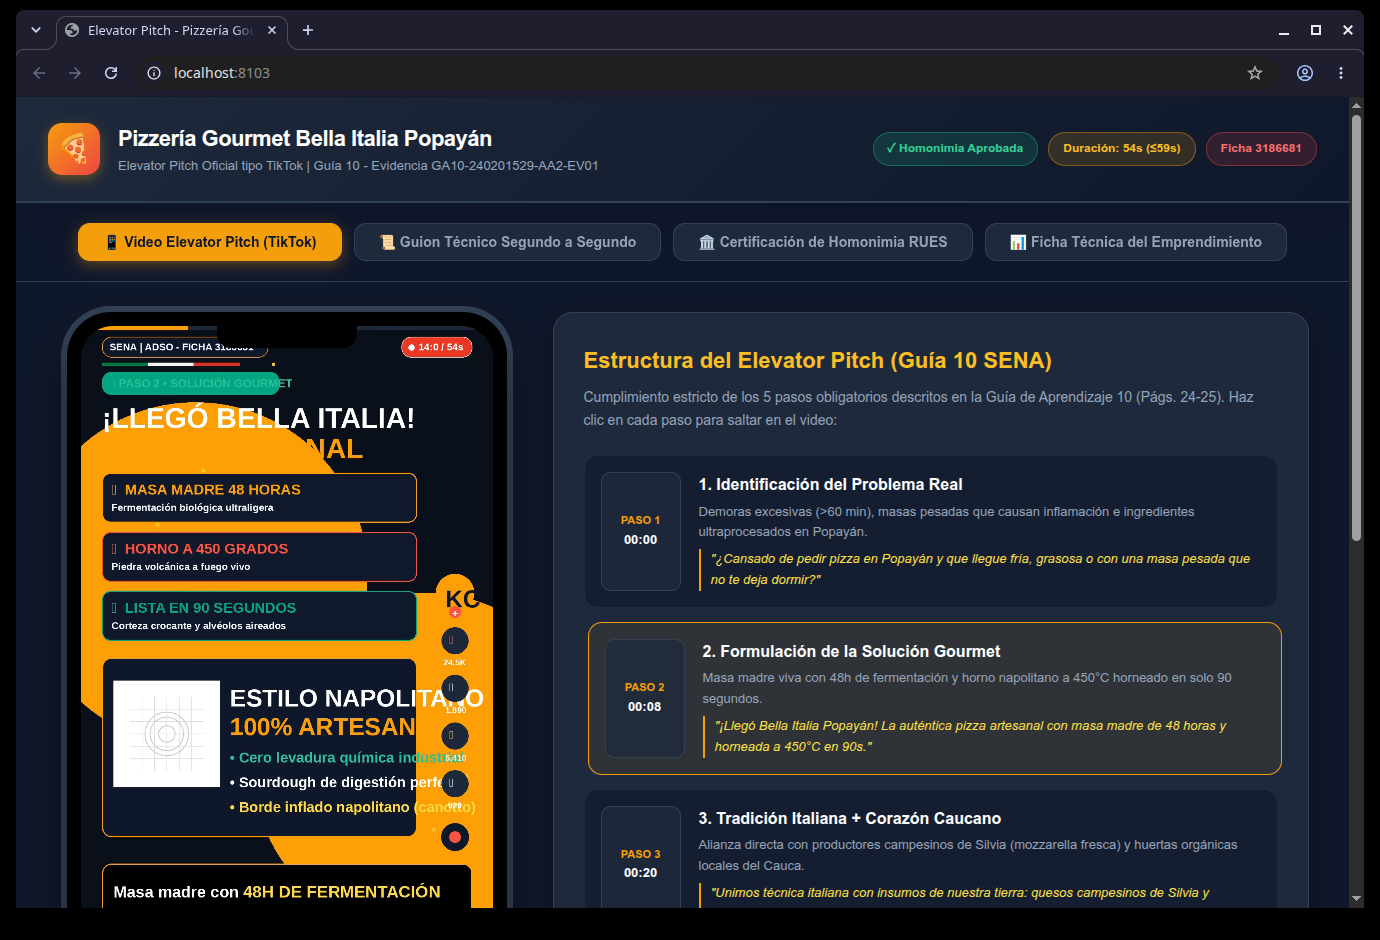 Elevator Pitch - Pizzería Gou
localhost:8103
Pizzería Gourmet Bella Italia Popayán
Elevator Pitch Oficial tipo TikTok | Guía 10 - Evidencia GA10-240201529-AA2-EV01
✓ Homonimia Aprobada
Duración: 54s (≤59s)
Ficha 3186681
Video Elevator Pitch (TikTok)
Guion Técnico Segundo a Segundo
Certificación de Homonimia RUES
Ficha Técnica del Emprendimiento
SENA | ADSO - FICHA
14:0 / 54s
PASO 2 • SOLUCIÓN GOURMET
¡LLEGÓ BELLA ITALIA!
NAL
MASA MADRE 48 HORAS
Fermentación biológica ultraligera
HORNO A 450 GRADOS
Piedra volcánica a fuego vivo
LISTA EN 90 SEGUNDOS
Corteza crocante y alvéolos aireados
KC
+
24.5K
ESTILO NAPOLITANO
1,890
100% ARTESAN
• Cero levadura química
• Sourdough de digestión
• Borde inflado napolitano (canotto)
Masa madre con 48H DE FERMENTACIÓN
Estructura del Elevator Pitch (Guía 10 SENA)
Cumplimiento estricto de los 5 pasos obligatorios descritos en la Guía de Aprendizaje 10 (Págs. 24-25). Haz
clic en cada paso para saltar en el video:
PASO 1
00:00
1. Identificación del Problema Real
Demoras excesivas (>60 min), masas pesadas que causan inflamación e ingredientes
ultraprocesados en Popayán.
"¿Cansado de pedir pizza en Popayán y que llegue fria, grasosa o con una masa pesada que
no te deja dormir?"
PASO 2
00:08
2. Formulación de la Solución Gourmet
Masa madre viva con 48h de fermentación y horno napolitano a 450°C horneado en solo 90
segundos.
"¡Llegó Bella Italia Popayán! La auténtica pizza artesanal con masa madre de 48 horas y
horneada a 450°C en 90s."
PASO 3
00:20
3. Tradición Italiana + Corazón Caucano
Alianza directa con productores campesinos de Silvia (mozzarella fresca) y huertas orgánicas
locales del Cauca.
"Unimos técnica italiana con insumos de nuestra tierra: quesos campesinos de Silvia y